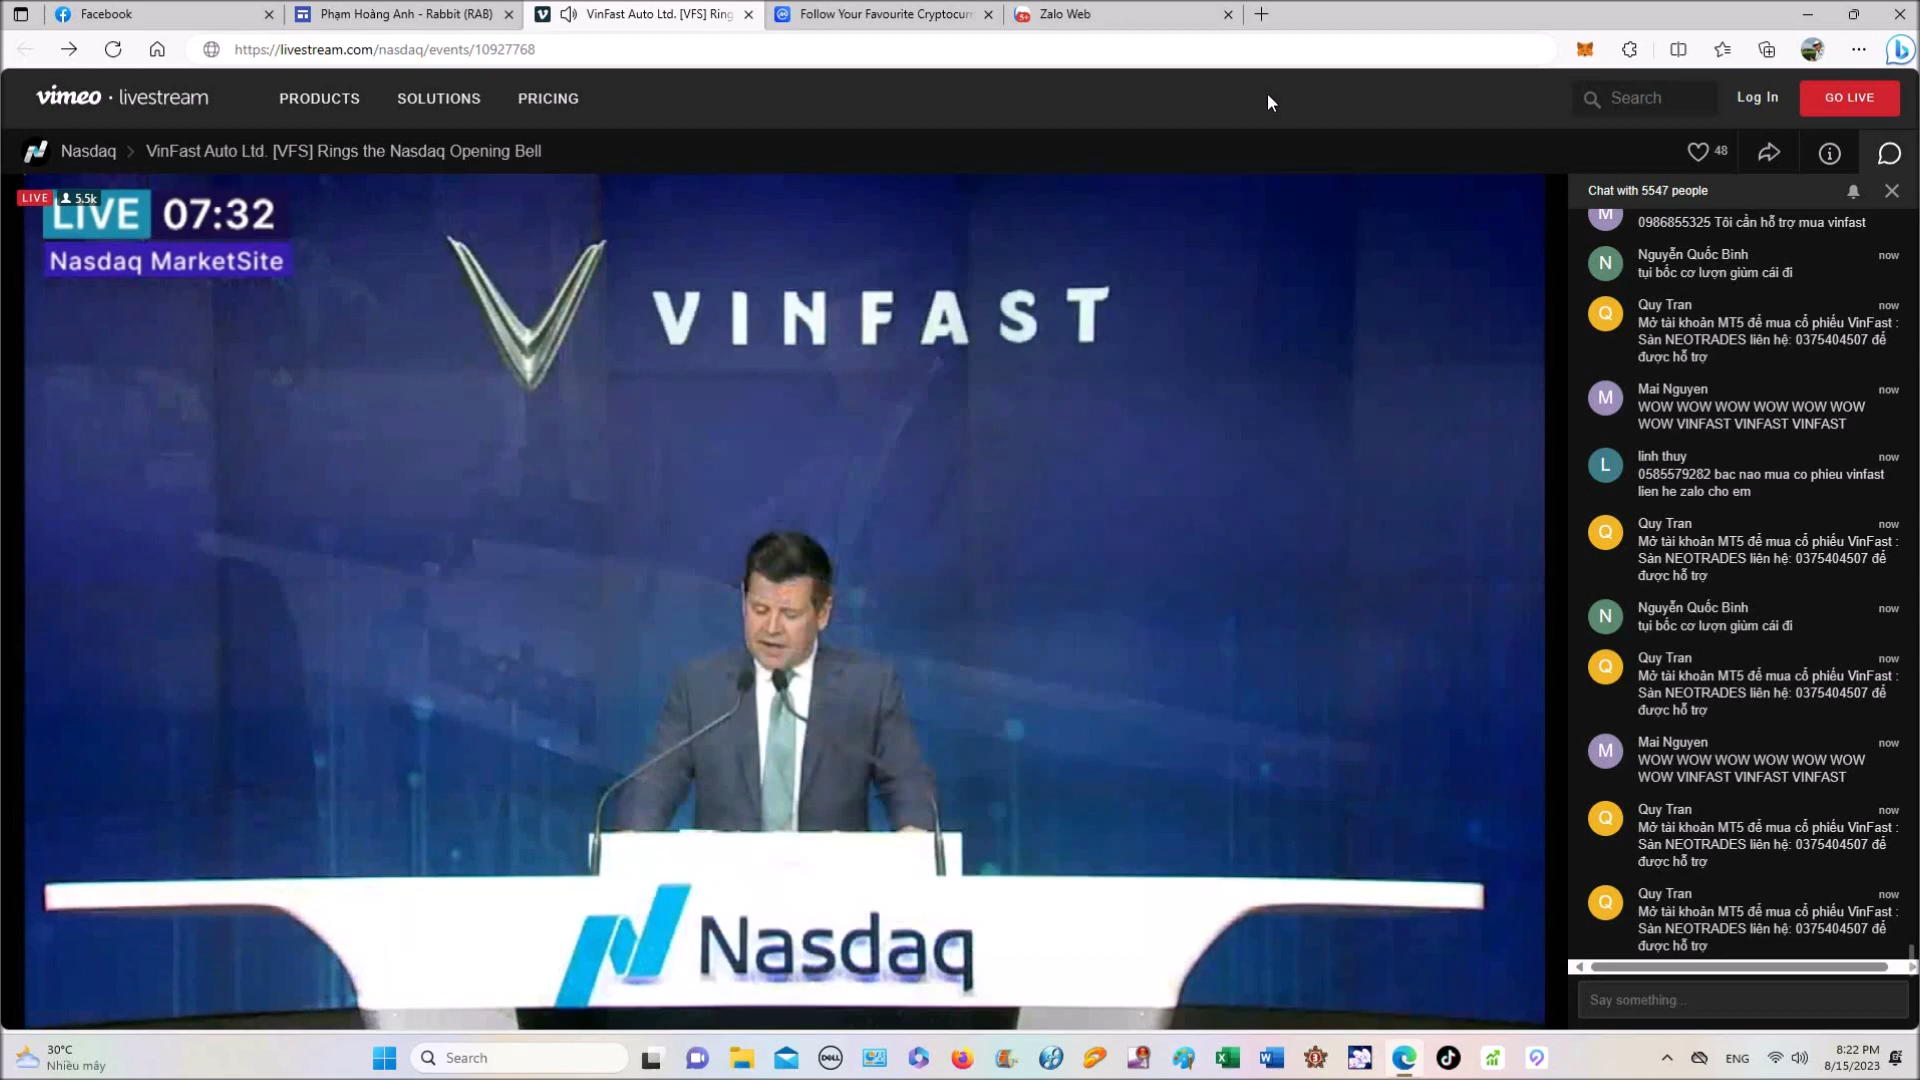 Facebook
Phạm Hoàng Anh - Rabbit (RAB)
VinFast Auto Ltd. [VFS] Ring
Follow Your Favourite Cryptocurr
Zalo Web
https://livestream.com/nasdaq/events/10927768
vimeo · livestream
PRODUCTS
SOLUTIONS
PRICING
Search
Log In
GO LIVE
Nasdaq > VinFast Auto Ltd. [VFS] Rings the Nasdaq Opening Bell
48
LIVE 5.5k
LIVE 07:32
Nasdaq MarketSite
VINFAST
Nasdaq
Chat with 5547 people
M
0986855325 Tôi cần hỗ trợ mua vinfast
N
Nguyễn Quốc Bình now
tụi bốc cơ lượn giùm cái đi
Q
Quy Tran now
Mở tài khoản MT5 để mua cổ phiếu VinFast :
Sàn NEOTRADES liên hệ: 0375404507 để
được hỗ trợ
M
Mai Nguyen now
WOW WOW WOW WOW WOW WOW
WOW VINFAST VINFAST VINFAST
L
linh thuy now
0585579282 bac nao mua co phieu vinfast
lien he zalo cho em
Q
Quy Tran now
Mở tài khoản MT5 để mua cổ phiếu VinFast :
Sàn NEOTRADES liên hệ: 0375404507 để
được hỗ trợ
N
Nguyễn Quốc Bình now
tụi bốc cơ lượn giùm cái đi
Q
Quy Tran now
Mở tài khoản MT5 để mua cổ phiếu VinFast :
Sàn NEOTRADES liên hệ: 0375404507 để
được hỗ trợ
M
Mai Nguyen now
WOW WOW WOW WOW WOW WOW
WOW VINFAST VINFAST VINFAST
Q
Quy Tran now
Mở tài khoản MT5 để mua cổ phiếu VinFast :
Sàn NEOTRADES liên hệ: 0375404507 để
được hỗ trợ
Q
Quy Tran now
Mở tài khoản MT5 để mua cổ phiếu VinFast :
Sàn NEOTRADES liên hệ: 0375404507 để
được hỗ trợ
Say something...
30°C
Nhiều mây
Search
DELL
ENG
8:22 PM
8/15/2023